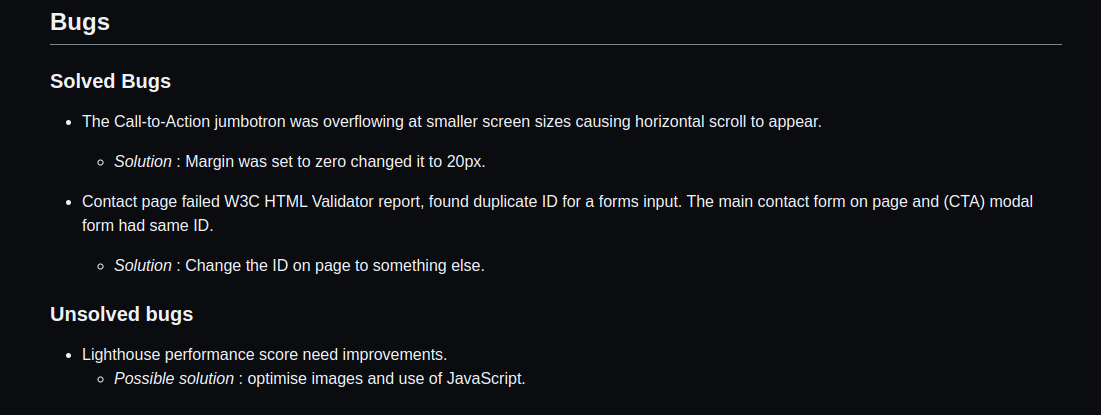 Bugs
Solved Bugs
The Call-to-Action jumbotron was overflowing at smaller screen sizes causing horizontal scroll to appear.
Solution : Margin was set to zero changed it to 20px.
Contact page failed W3C HTML Validator report, found duplicate ID for a forms input. The main contact form on page and (CTA) modal
form had same ID.
Solution : Change the ID on page to something else.
Unsolved bugs
Lighthouse performance score need improvements.
Possible solution : optimise images and use of JavaScript.